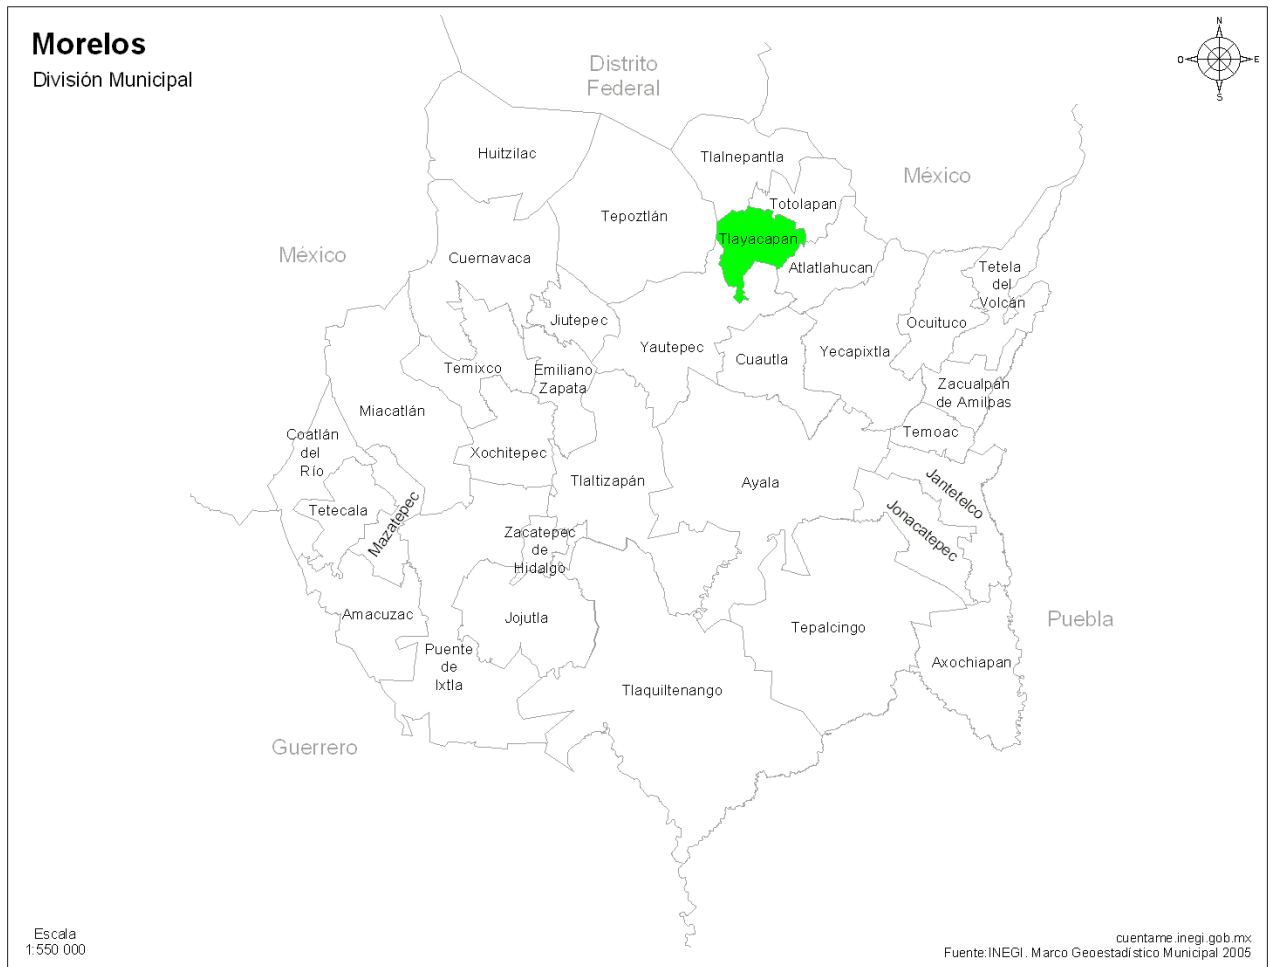 Morelos
División Municipal
N
O
E
S
Distrito
Federal
Huitzilac
Tlalnepantla
México
Totolapan
Tepoztlán
Tlayacapan
México
Cuernavaca
Atlatlahucan
Tetela
del
Volcán
Jiutepec
Ocuituco
Yautepec
Cuautla
Yecapixtla
Temixco
Emiliano
Zapata
Zacualpan
de Amilpas
Miacatlán
Coatlán
del
Río
Temoac
Xochitepec
Tlaltizapán
Ayala
Jantetelco
Tetecala
Mazatepec
Jonacatepec
Zacatepec
de
Hidalgo
Amacuzac
Jojutla
Tepalcingo
Puebla
Puente
de
Ixtla
Axochiapan
Tlaquiltenango
Guerrero
Escala
1:550 000
cuentame.inegi.gob.mx
Fuente:INEGI. Marco Geoestadístico Municipal 2005